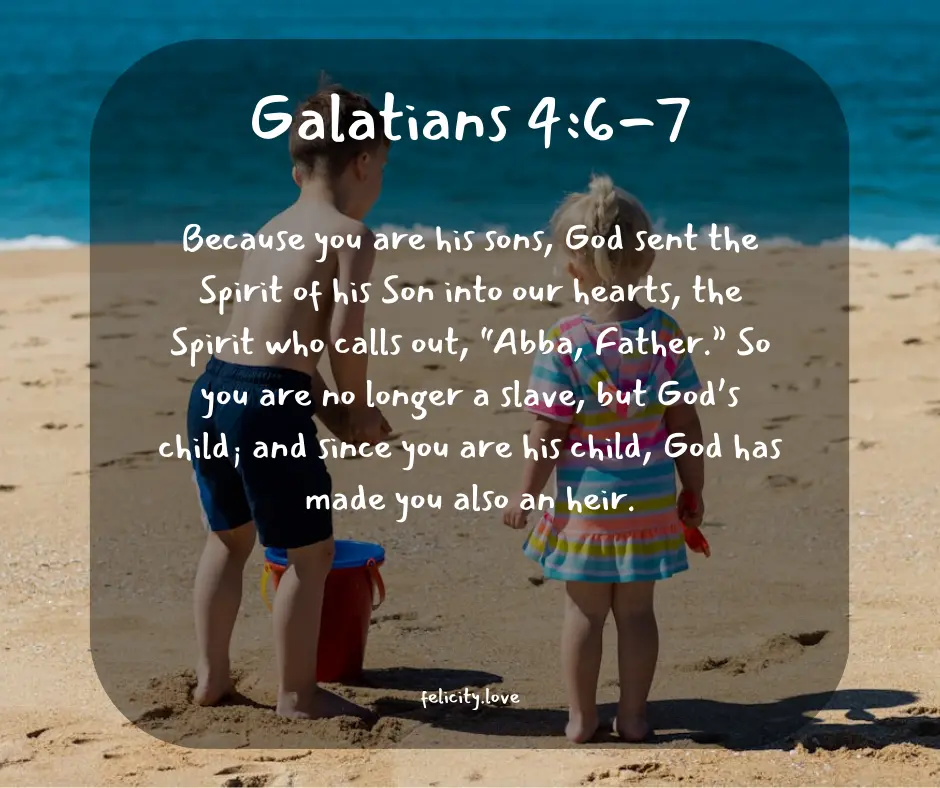 Galatians 4:6-7
Because you are his sons, God sent the
Spirit of his Son into our hearts, the
Spirit who calls out, “Abba, Father.” So
you are no longer a slave, but God's
child; and since you are his child, God has
made you also an heir.
felicity.love